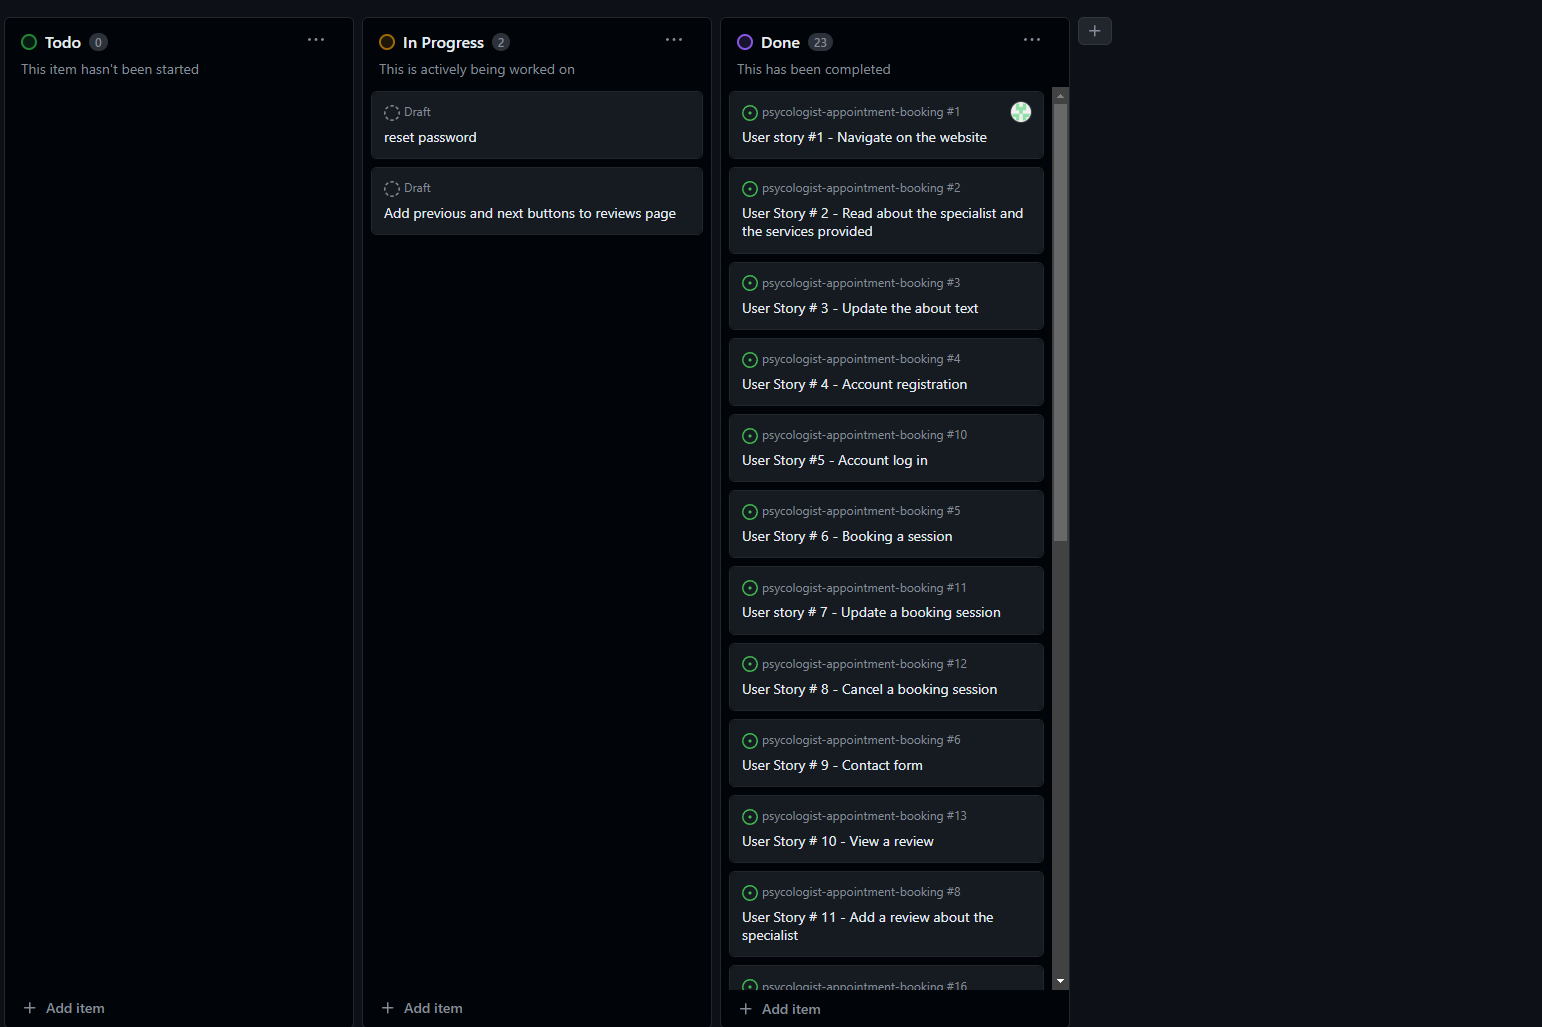 Todo 0
This item hasn't been started
Add item
In Progress 2
This is actively being worked on
Draft
reset password
Draft
Add previous and next buttons to reviews page
Add item
Done 23
This has been completed
psycologist-appointment-booking #1
User story #1 - Navigate on the website
psycologist-appointment-booking #2
User Story # 2 - Read about the specialist and
the services provided
psycologist-appointment-booking #3
User Story # 3 - Update the about text
psycologist-appointment-booking #4
User Story # 4 - Account registration
psycologist-appointment-booking #10
User Story #5 - Account log in
psycologist-appointment-booking #5
User Story # 6 - Booking a session
psycologist-appointment-booking #11
User story # 7 - Update a booking session
psycologist-appointment-booking #12
User Story # 8 - Cancel a booking session
psycologist-appointment-booking #6
User Story # 9 - Contact form
psycologist-appointment-booking #13
User Story # 10 - View a review
psycologist-appointment-booking #8
User Story # 11 - Add a review about the
specialist
psycologist-appointment-booking #16
Add item